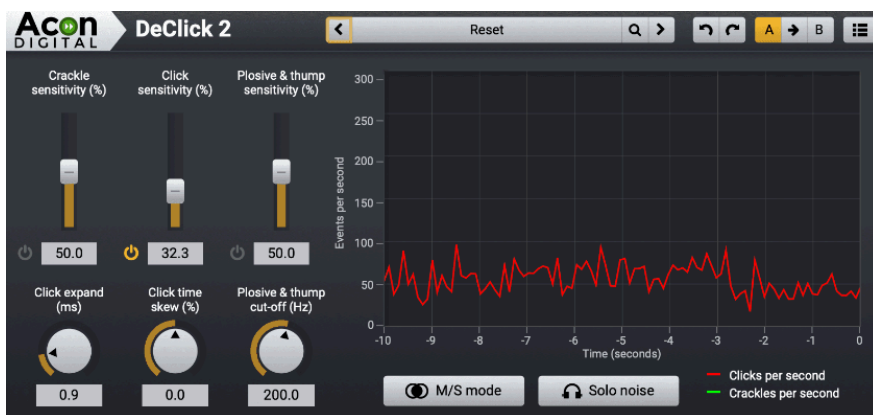 Acon
DIGITAL
DeClick 2
Reset
A
B
Crackle
sensitivity (%)
Click
sensitivity (%)
Plosive & thump
sensitivity (%)
50.0
32.3
50.0
Click expand
(ms)
Click time
skew (%)
Plosive & thump
cut-off (Hz)
0.9
0.0
200.0
Events per second
300
200
150
100
50
0
-10
-9
-8
-7
-6
-5
-4
-3
-2
-1
0
Time (seconds)
M/S mode
Solo noise
Clicks per second
Crackles per second